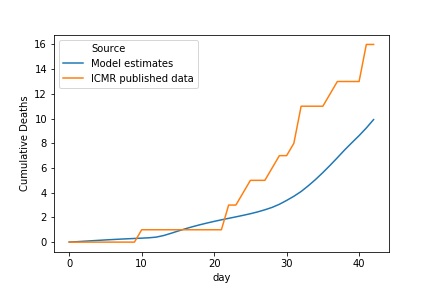 Source
Model estimates
ICMR published data
Cumulative Deaths
16
14
12
10
8
6
4
2
0
0 10 20 30 40
day